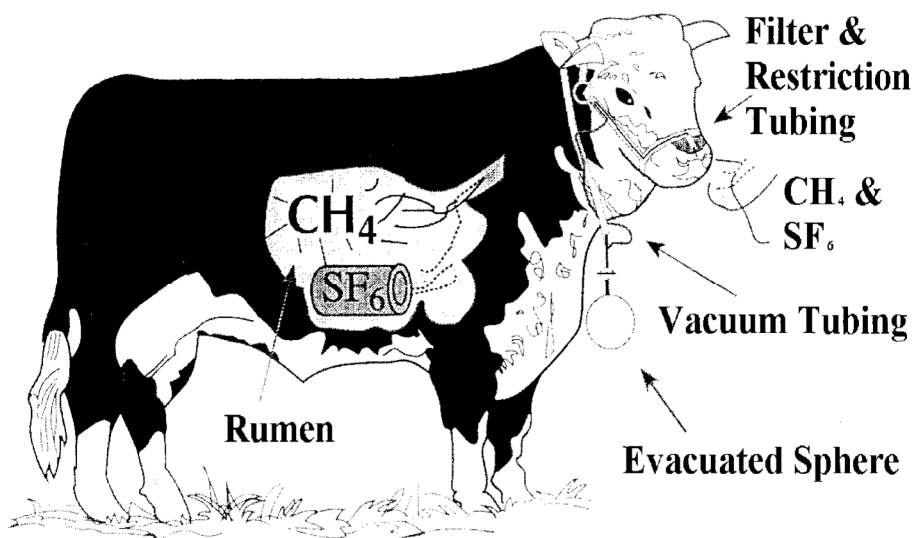 Filter &
Restriction
Tubing
CH₄ &
SF₆
CH₄
SF₆
Vacuum Tubing
Rumen
Evacuated Sphere